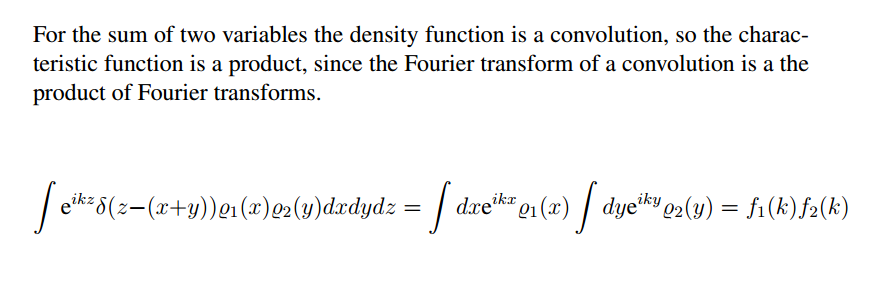 For the sum of two variables the density function is a convolution, so the charac-
teristic function is a product, since the Fourier transform of a convolution is a the
product of Fourier transforms.
∫ e^{ikz} δ(z−(x+y))ϱ₁(x)ϱ₂(y)dxdydz = ∫ dxe^{ikx} ϱ₁(x) ∫ dye^{iky} ϱ₂(y) = f₁(k)f₂(k)